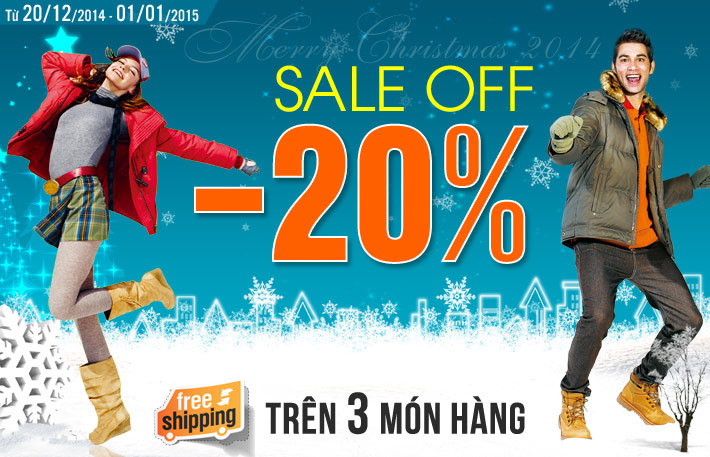 Từ 20/12/2014 - 01/01/2015
Merry Christmas 2014
SALE OFF
-20%
free
shipping
TRÊN 3 MÓN HÀNG